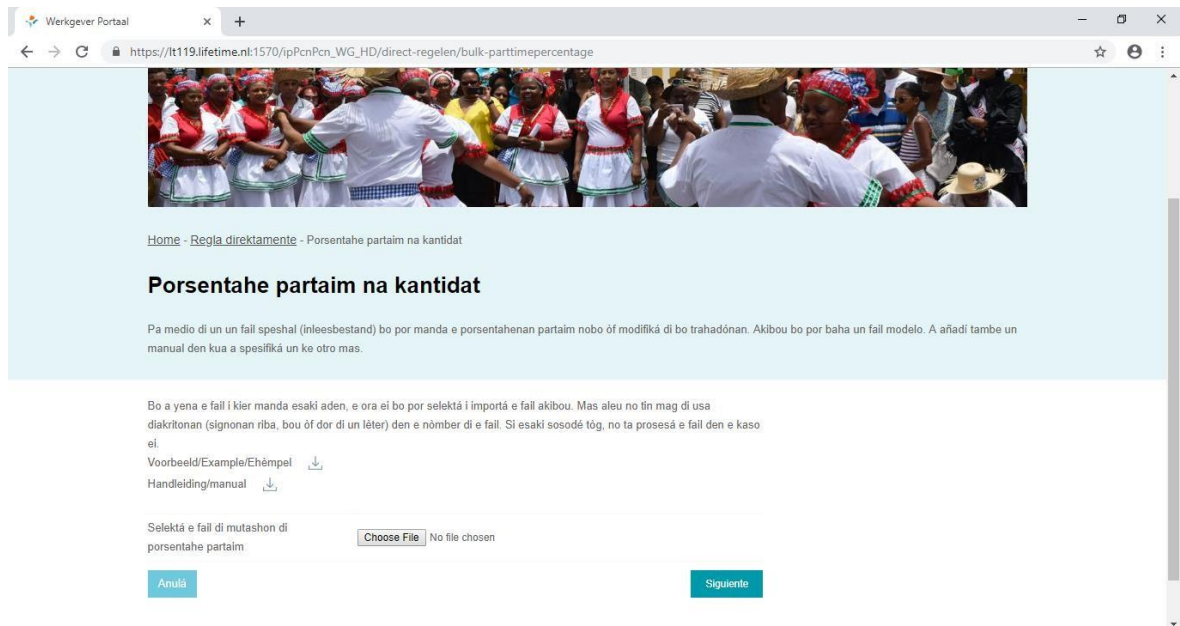 Werkgever Portaal
https://lt119.lifetime.nl:1570/ipPcnPcn_WG_HD/direct-regelen/bulk-parttimepercentage
Home - Regla direktamente - Porsentahe partaim na kantidat
Porsentahe partaim na kantidat
Pa medio di un un fail speshal (inleesbestand) bo por manda e porsentahenan partaim nobo òf modifiká di bo trahadónan. Akibou bo por baha un fail modelo. A añadí tambe un
manual den kua a spesifiká un ke otro mas.
Bo a yena e fail i kier manda esaki aden, e ora ei bo por selektá i importá e fail akibou. Mas aleu no tin mag di usa
diakritonan (signonan riba, bou òf dor di un lèter) den e nòmber di e fail. Si esaki sosodé tòg, no ta prosesá e fail den e kaso
ei.
Voorbeeld/Example/Ehèmpel
Handleiding/manual
Selektá e fail di mutashon di
porsentahe partaim
Choose File No file chosen
Anulá
Siguiente